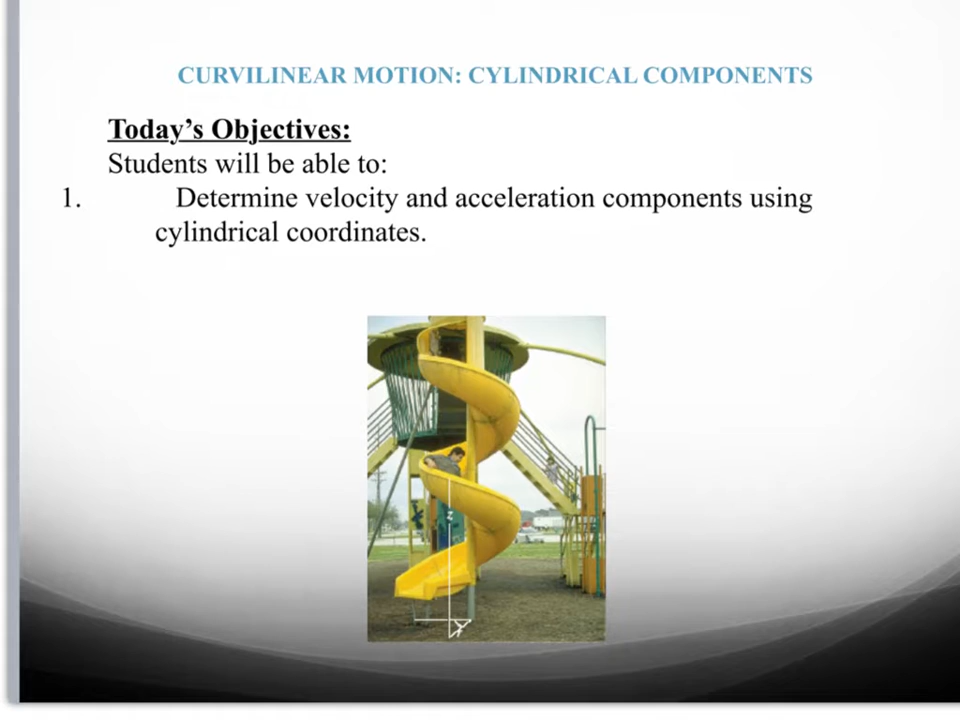 CURVILINEAR MOTION: CYLINDRICAL COMPONENTS
Today’s Objectives:
Students will be able to:
1. Determine velocity and acceleration components using
cylindrical coordinates.
z